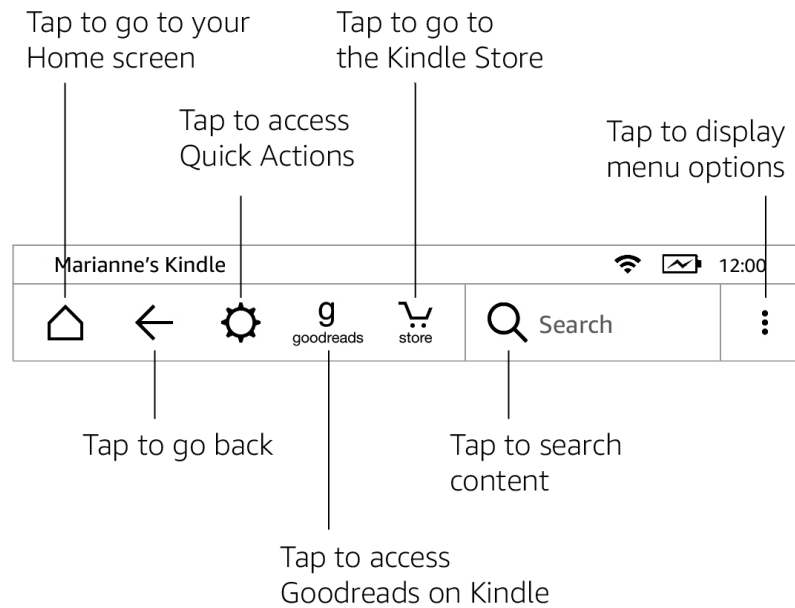 Tap to go to your
Home screen
Tap to go to
the Kindle Store
Tap to access
Quick Actions
Tap to display
menu options
Marianne's Kindle
12:00
g
goodreads
store
Search
Tap to go back
Tap to search
content
Tap to access
Goodreads on Kindle